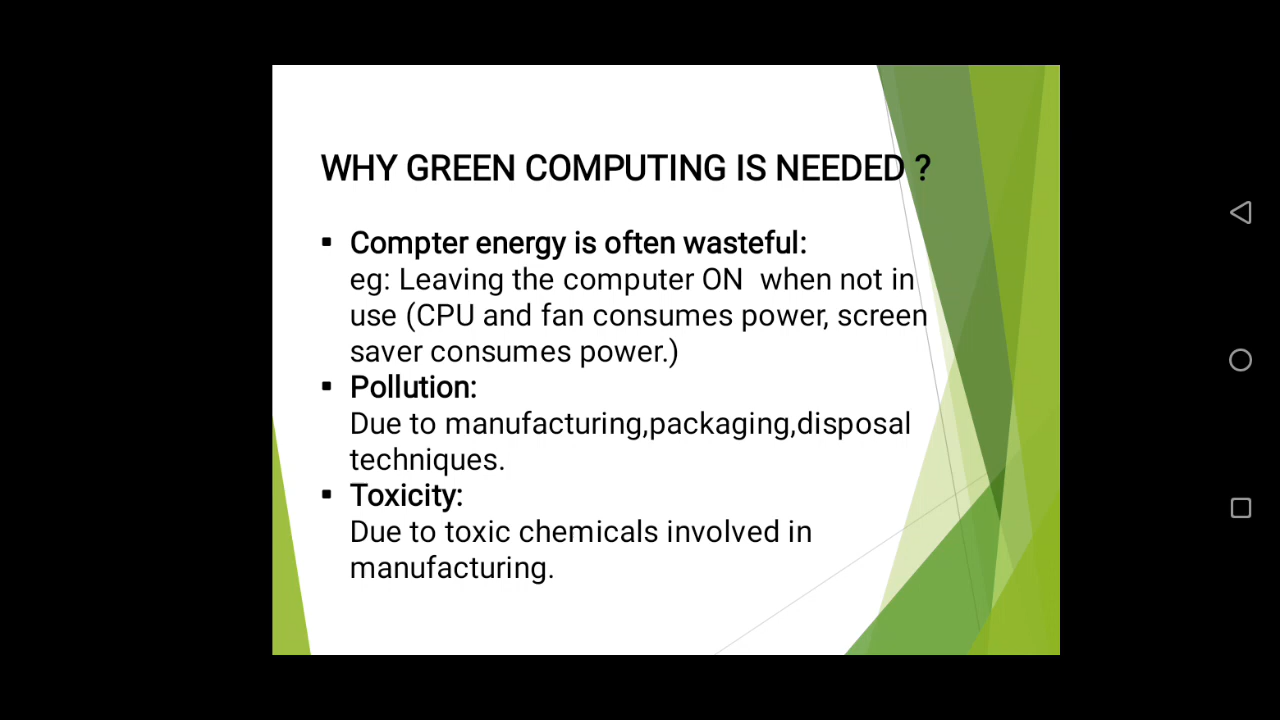 WHY GREEN COMPUTING IS NEEDED ?
▪ Compter energy is often wasteful:
eg: Leaving the computer ON  when not in
use (CPU and fan consumes power, screen
saver consumes power.)
▪ Pollution:
Due to manufacturing,packaging,disposal
techniques.
▪ Toxicity:
Due to toxic chemicals involved in
manufacturing.